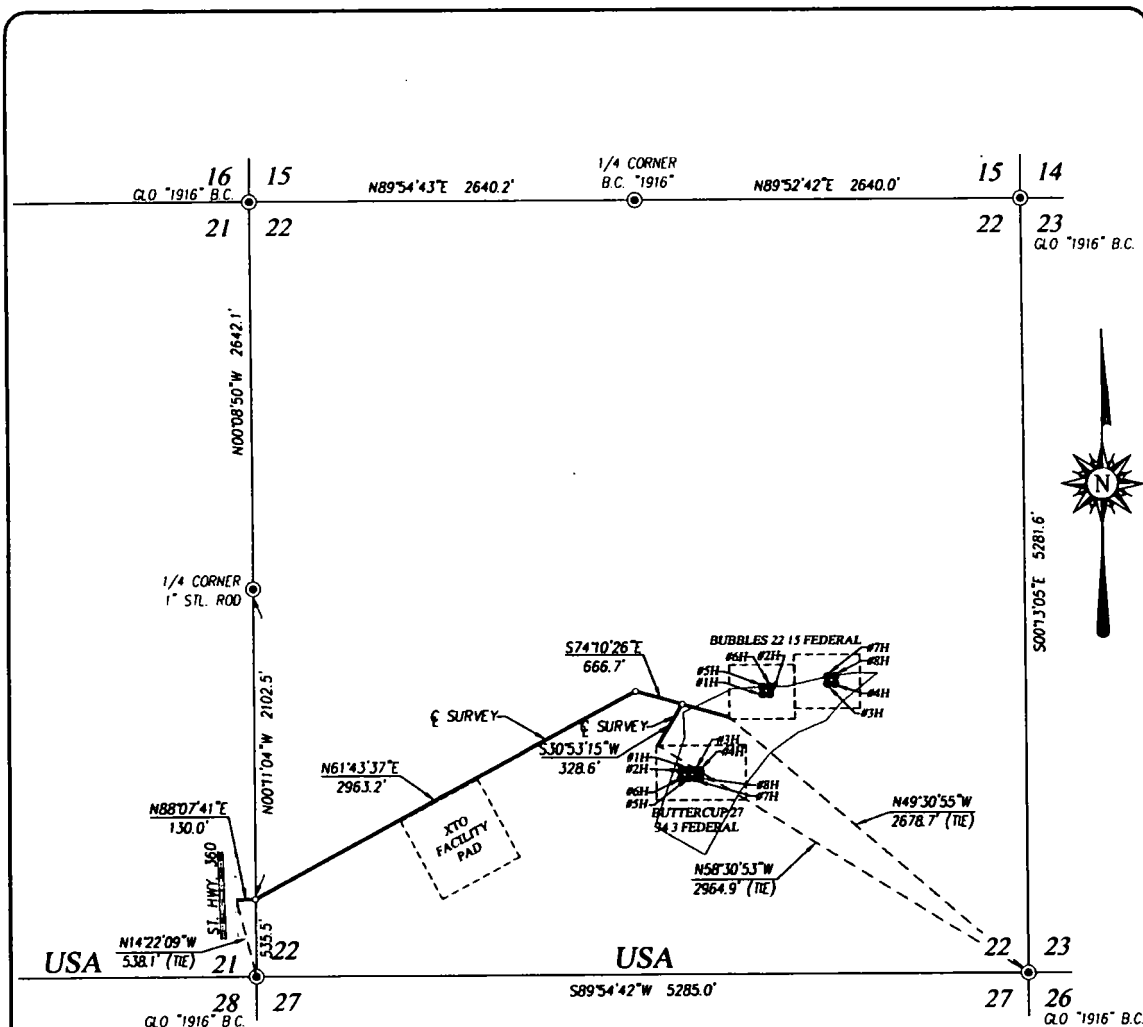 16 15
1/4 CORNER
B.C. "1916"
15 14
GLO "1916" B.C.
N89°54'43"E 2640.2'
N89°52'42"E 2640.0'
21 22
22 23
GLO "1916" B.C.
N00°08'50"W 2642.1'
N
S00°13'05"E 5281.6'
1/4 CORNER
1" STL. ROD
BUBBLES 22 15 FEDERAL
S74°10'26"E
666.7'
#6H #2H
#7H
#5H
#8H
#1H
#4H
#3H
℄ SURVEY
℄ SURVEY
S30°53'15"W
328.6'
#3H
#1H
#4H
#2H
#6H
#8H
#5H
#7H
BUTTERCUP 27
34 3 FEDERAL
N00°11'04"W 2102.5'
N61°43'37"E
2963.2'
N88°07'41"E
130.0'
XTO
FACILITY
PAD
N49°30'55"W
2678.7' (TIE)
N58°30'53"W
2964.9' (TIE)
ST. HWY 360
535.5'
N14°22'09"W
538.1' (TIE)
USA 21 22
USA
22 23
S89°54'42"W 5285.0'
28 27
27 26
GLO "1916" B.C.
GLO "1916" B.C.